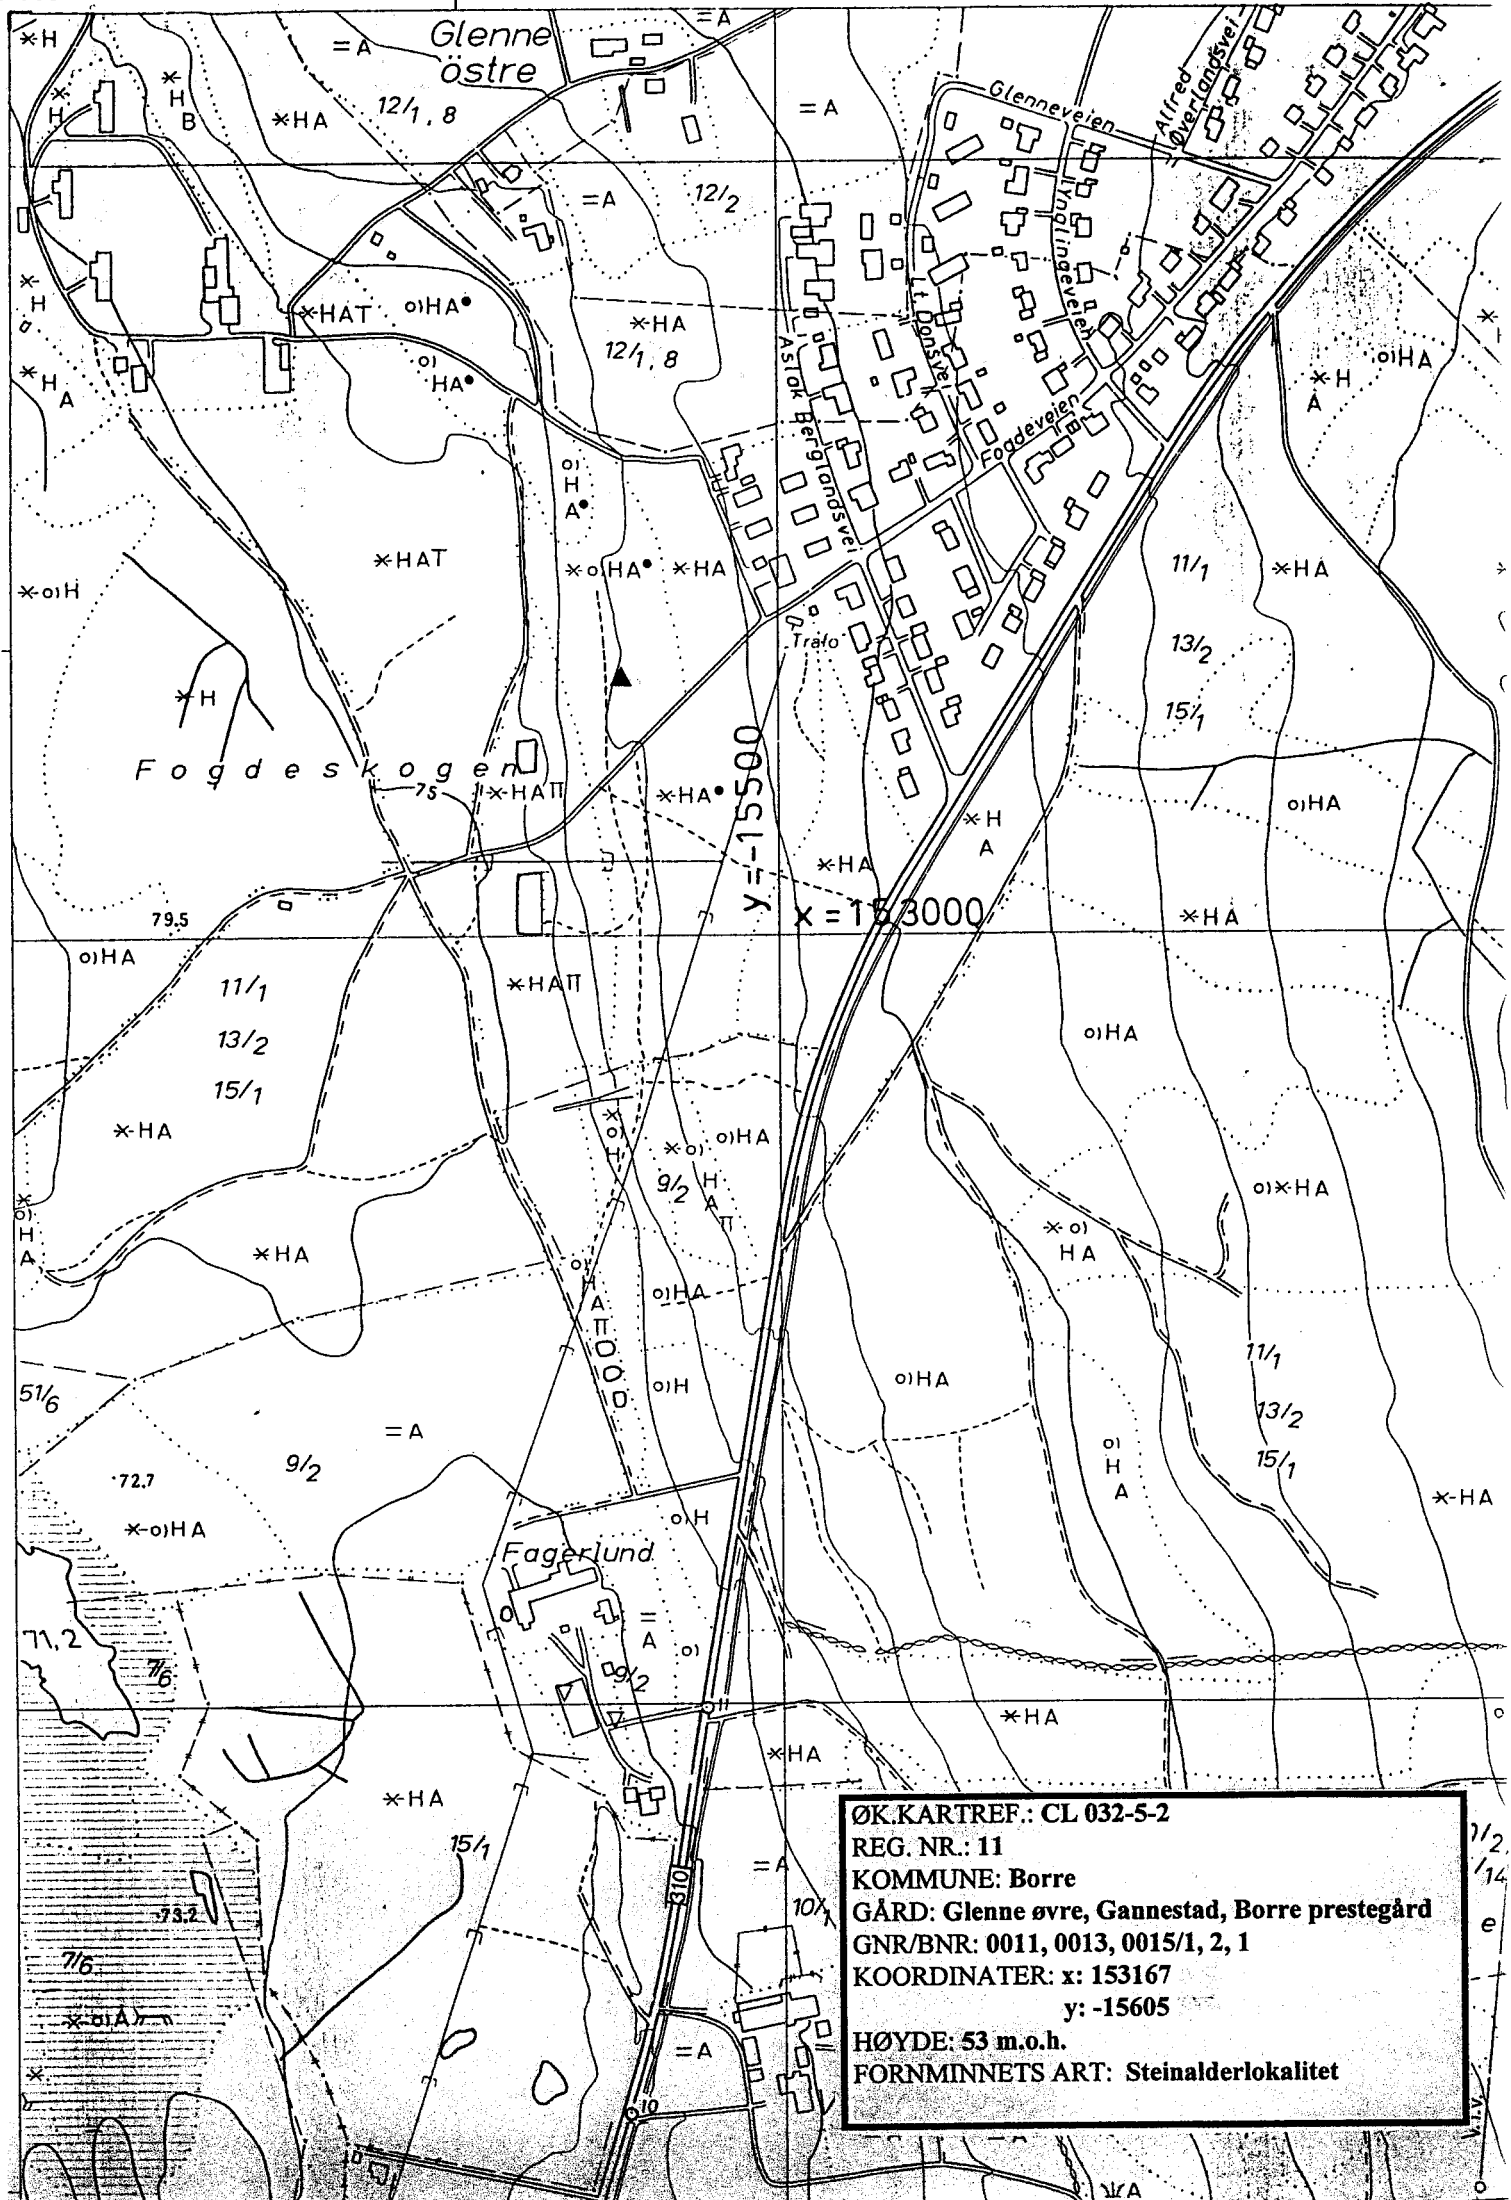 Glenne
östre
=A
=A
*H
*H
*H
B
*HA
12/1, 8
=A
Glenneveien
Alfred
Øverlandsvei
=A
12/2
Ynglingeveien
Lt. Donsvei
Aslak Berglandsvei
Fogdeveien
*H
*HAT
o)HA
*HA
12/1, 8
o)
HA
*H
A
o)HA
*H
A
o)
H
A
*HAT
*o)HA
*HA
11/1
*HA
*-o)H
Trafo
13/2
15/1
*H
Fogdeskogen
75
*HAΠ
*HA
y=-15500
o)HA
*H
A
*HA
x=153000
79.5
*HA
o)HA
11/1
*HAΠ
13/2
o)HA
15/1
*HA
*
o)
H
*o)
o)HA
9/2
H
A
Π
o)*HA
*
o)
H
A
*HA
*o)
HA
o)
H
A
Π
o)HA
11/1
51/6
o)H
o)HA
13/2
=A
9/2
15/1
72.7
o)
H
A
*HA
*-o)HA
o)H
Fagerlund
=
A
71,2
7/6
o)
9/2
11
*HA
*HA
*HA
15/1
310
=A
10/1
73.2
7/6
=A
10
ØK.KARTREF.: CL 032-5-2
REG. NR.: 11
KOMMUNE: Borre
GÅRD: Glenne øvre, Gannestad, Borre prestegård
GNR/BNR: 0011, 0013, 0015/1, 2, 1
KOORDINATER: x: 153167
y: -15605
HØYDE: 53 m.o.h.
FORNMINNETS ART: Steinalderlokalitet